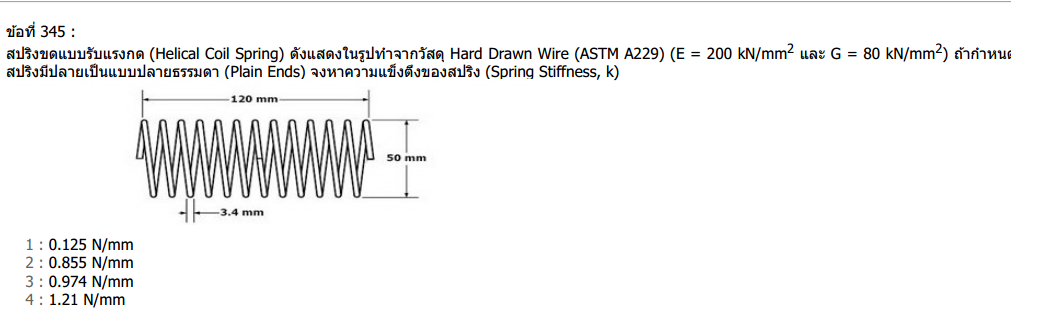 ข้อที่ 345 :
สปริงขดแบบรับแรงกด (Helical Coil Spring) ดังแสดงในรูปทำจากวัสดุ Hard Drawn Wire (ASTM A229) (E = 200 kN/mm2 และ G = 80 kN/mm2) ถ้ากำหนด
สปริงมีปลายเป็นแบบปลายธรรมดา (Plain Ends) จงหาความแข็งตึงของสปริง (Spring Stiffness, k)
120 mm
50 mm
3.4 mm
1 : 0.125 N/mm
2 : 0.855 N/mm
3 : 0.974 N/mm
4 : 1.21 N/mm